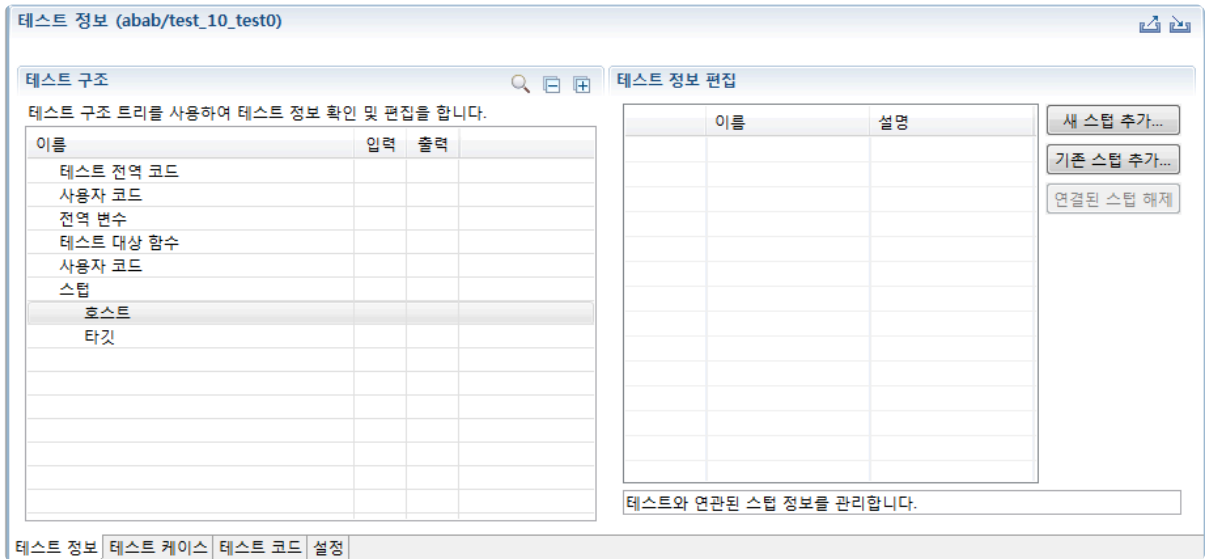 테스트 정보 (abab/test_10_test0)
테스트 구조
테스트 구조 트리를 사용하여 테스트 정보 확인 및 편집을 합니다.
이름 입력 출력
테스트 전역 코드
사용자 코드
전역 변수
테스트 대상 함수
사용자 코드
스텁
호스트
타깃
테스트 정보 편집
이름 설명
새 스텁 추가...
기존 스텁 추가...
연결된 스텁 해제
테스트와 연관된 스텁 정보를 관리합니다.
테스트 정보 테스트 케이스 테스트 코드 설정